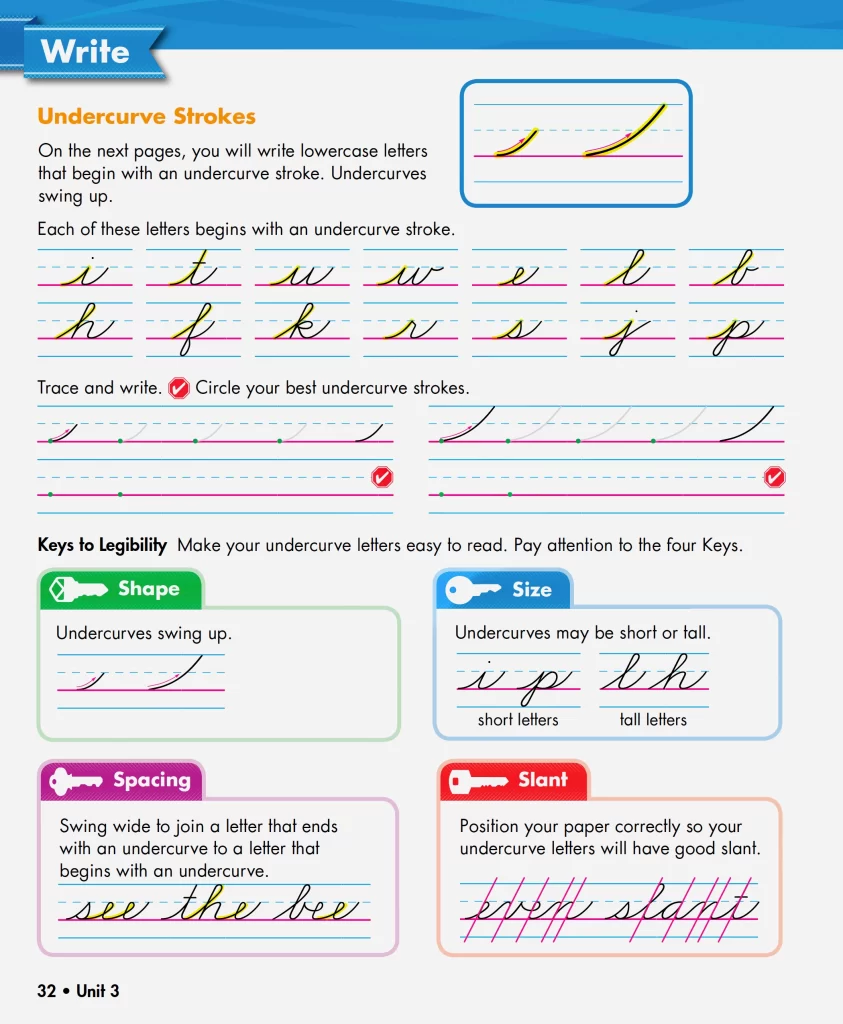 Write
Undercurve Strokes
On the next pages, you will write lowercase letters
that begin with an undercurve stroke. Undercurves
swing up.
Each of these letters begins with an undercurve stroke.
i t u w e l b
h f k r s j p
Trace and write. Circle your best undercurve strokes.
Keys to Legibility Make your undercurve letters easy to read. Pay attention to the four Keys.
Shape
Undercurves swing up.
Size
Undercurves may be short or tall.
i p l h
short letters tall letters
Spacing
Swing wide to join a letter that ends
with an undercurve to a letter that
begins with an undercurve.
see the bee
Slant
Position your paper correctly so your
undercurve letters will have good slant.
even slant
32 • Unit 3